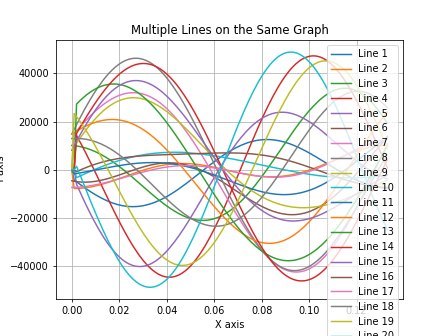 Multiple Lines on the Same Graph
40000
20000
0
−20000
−40000
0.00
0.02
0.04
0.06
0.08
0.10
X axis
Line 1
Line 2
Line 3
Line 4
Line 5
Line 6
Line 7
Line 8
Line 9
Line 10
Line 11
Line 12
Line 13
Line 14
Line 15
Line 16
Line 17
Line 18
Line 19
Line 20